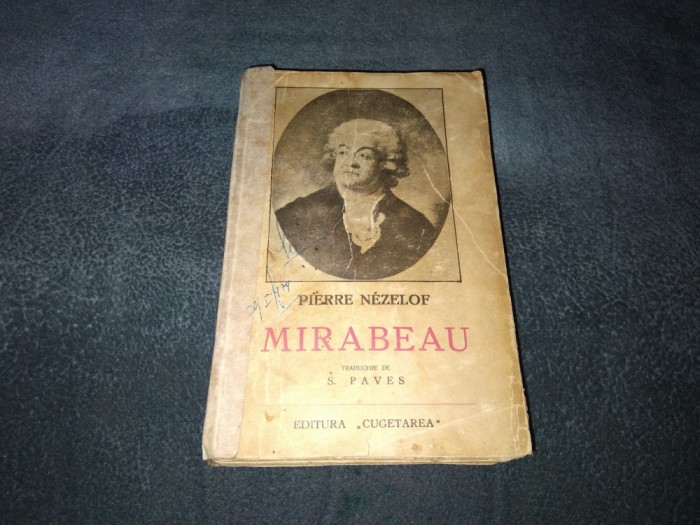 PIERRE NÉZELOF
MIRABEAU
TRADUCERE DE
S. PAVES
EDITURA „CUGETAREA"